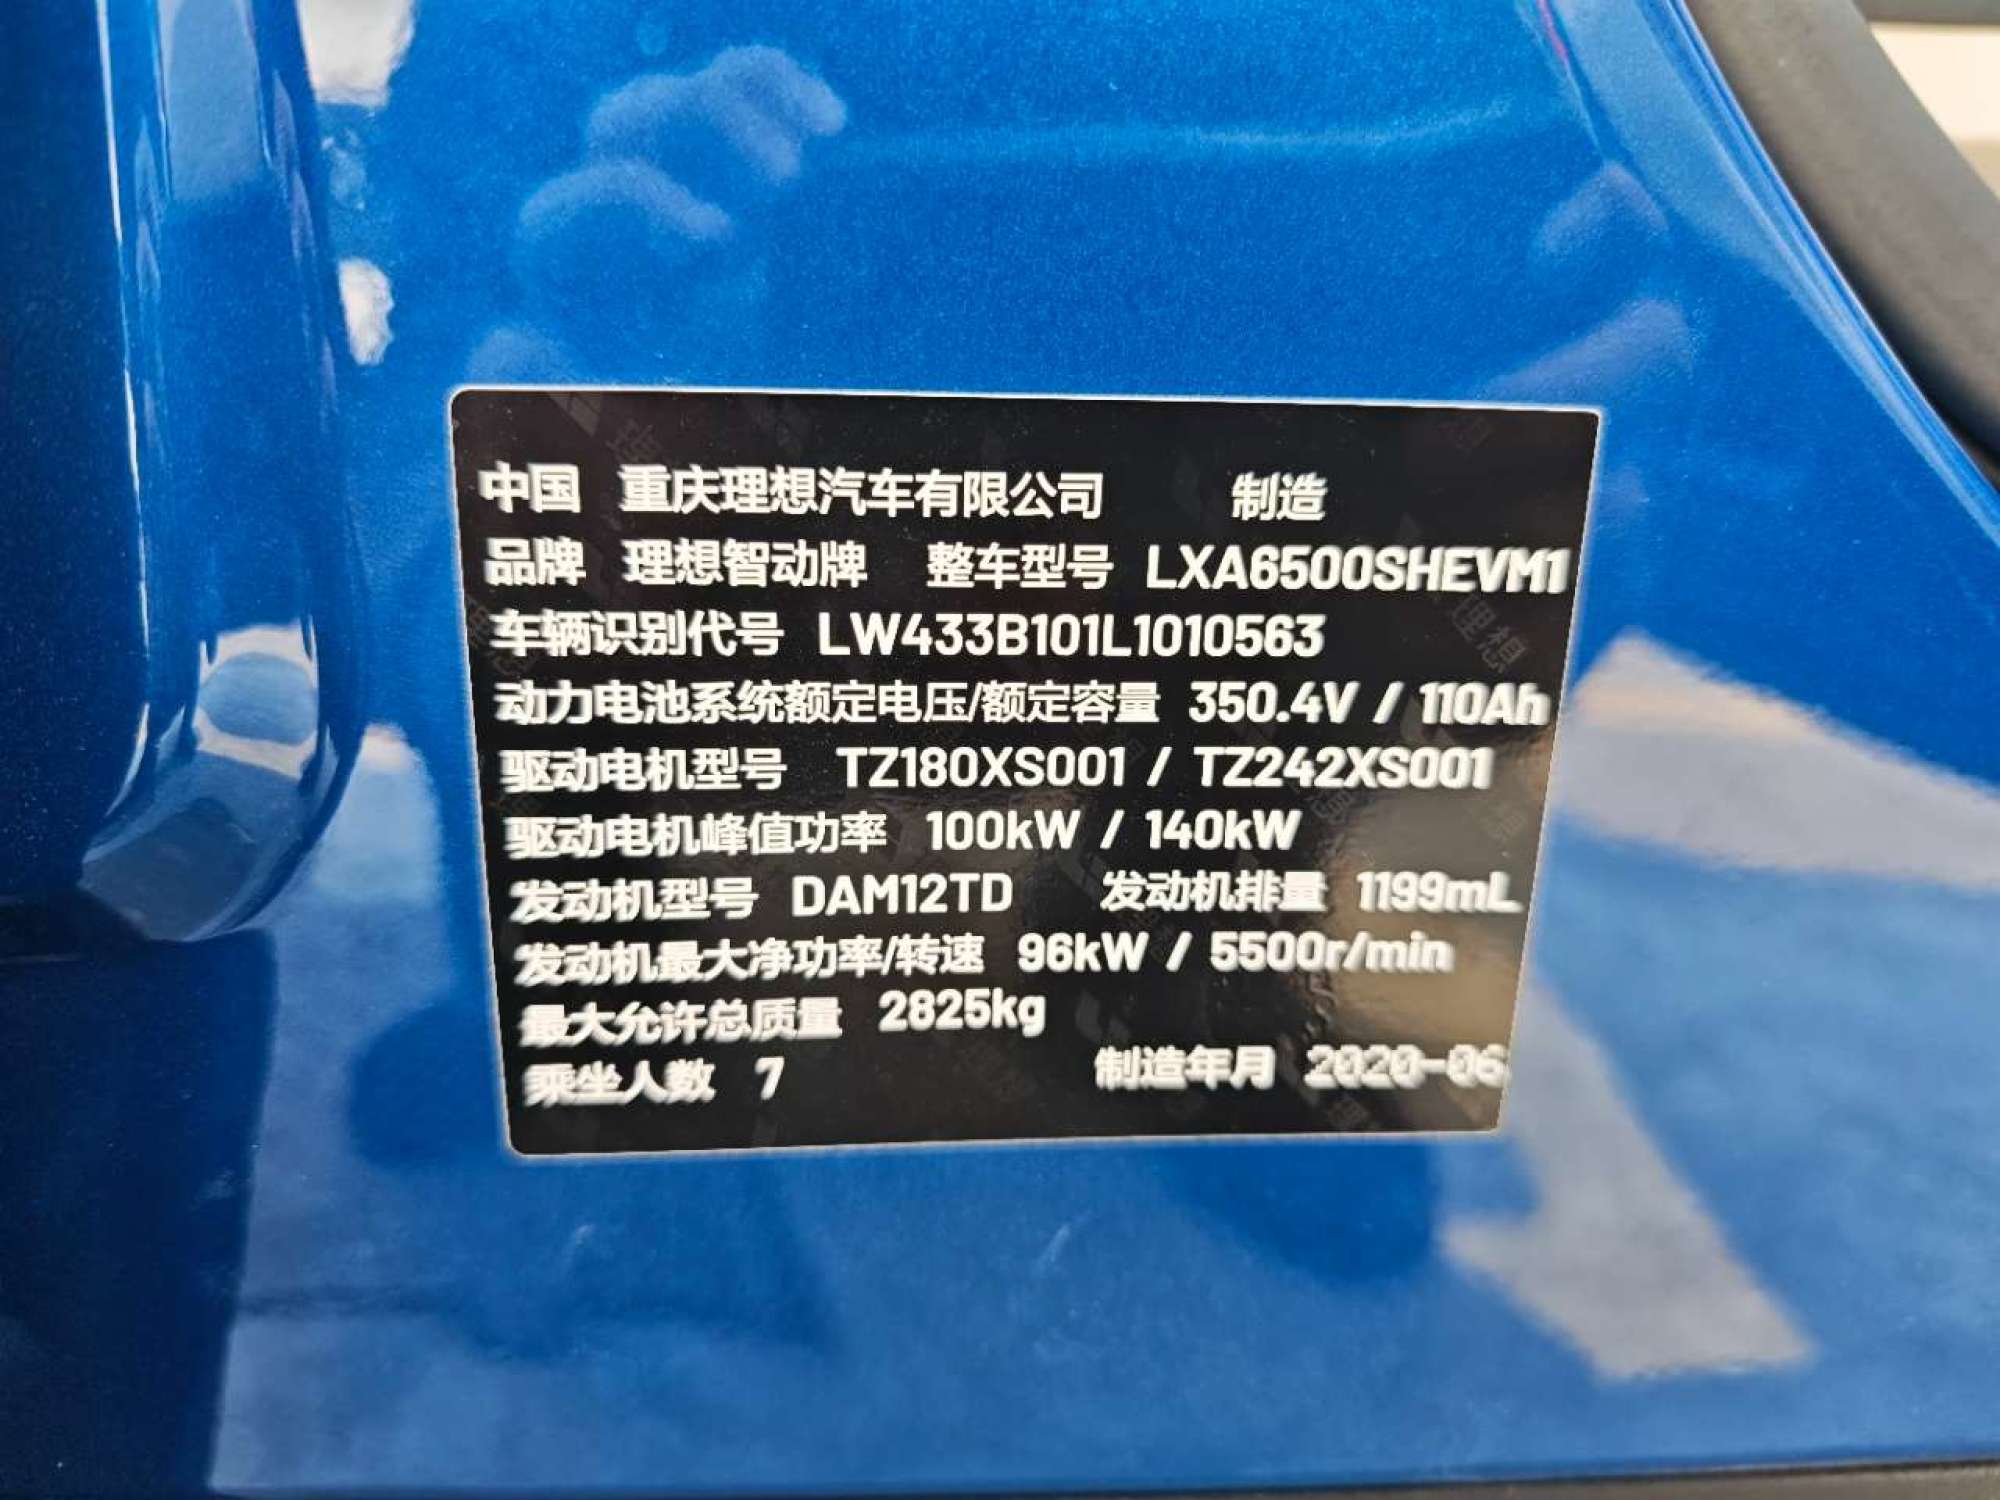 中国 重庆理想汽车有限公司 制造
品牌 理想智动牌 整车型号 LXA6500SHEVM1
车辆识别代号 LW433B101L1010563
动力电池系统额定电压/额定容量 350.4V / 110Ah
驱动电机型号 TZ180XS001 / TZ242XS001
驱动电机峰值功率 100kW / 140kW
发动机型号 DAM12TD 发动机排量 1199mL
发动机最大净功率/转速 96kW / 5500r/min
最大允许总质量 2825kg
乘坐人数 7 制造年月 2020-06